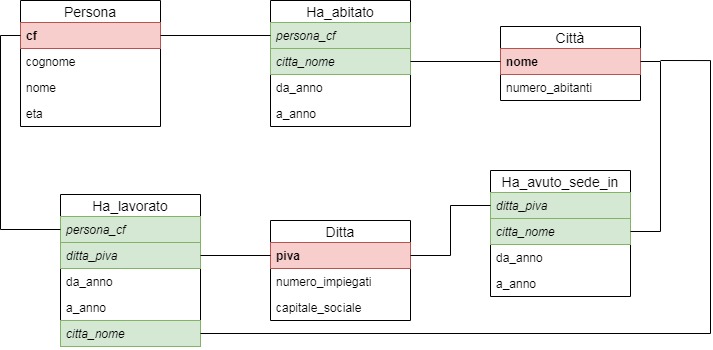 Persona
cf
cognome
nome
eta
Ha_abitato
persona_cf
citta_nome
da_anno
a_anno
Città
nome
numero_abitanti
Ha_lavorato
persona_cf
ditta_piva
da_anno
a_anno
citta_nome
Ditta
piva
numero_impiegati
capitale_sociale
Ha_avuto_sede_in
ditta_piva
citta_nome
da_anno
a_anno